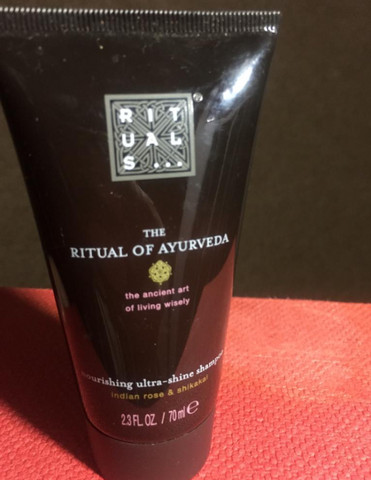 RIT
UAL
S...
®
THE
RITUAL OF AYURVEDA
the ancient art
of living wisely
nourishing ultra-shine shampoo
indian rose & shikakai
2.3 FL. OZ. / 70 ml ℮